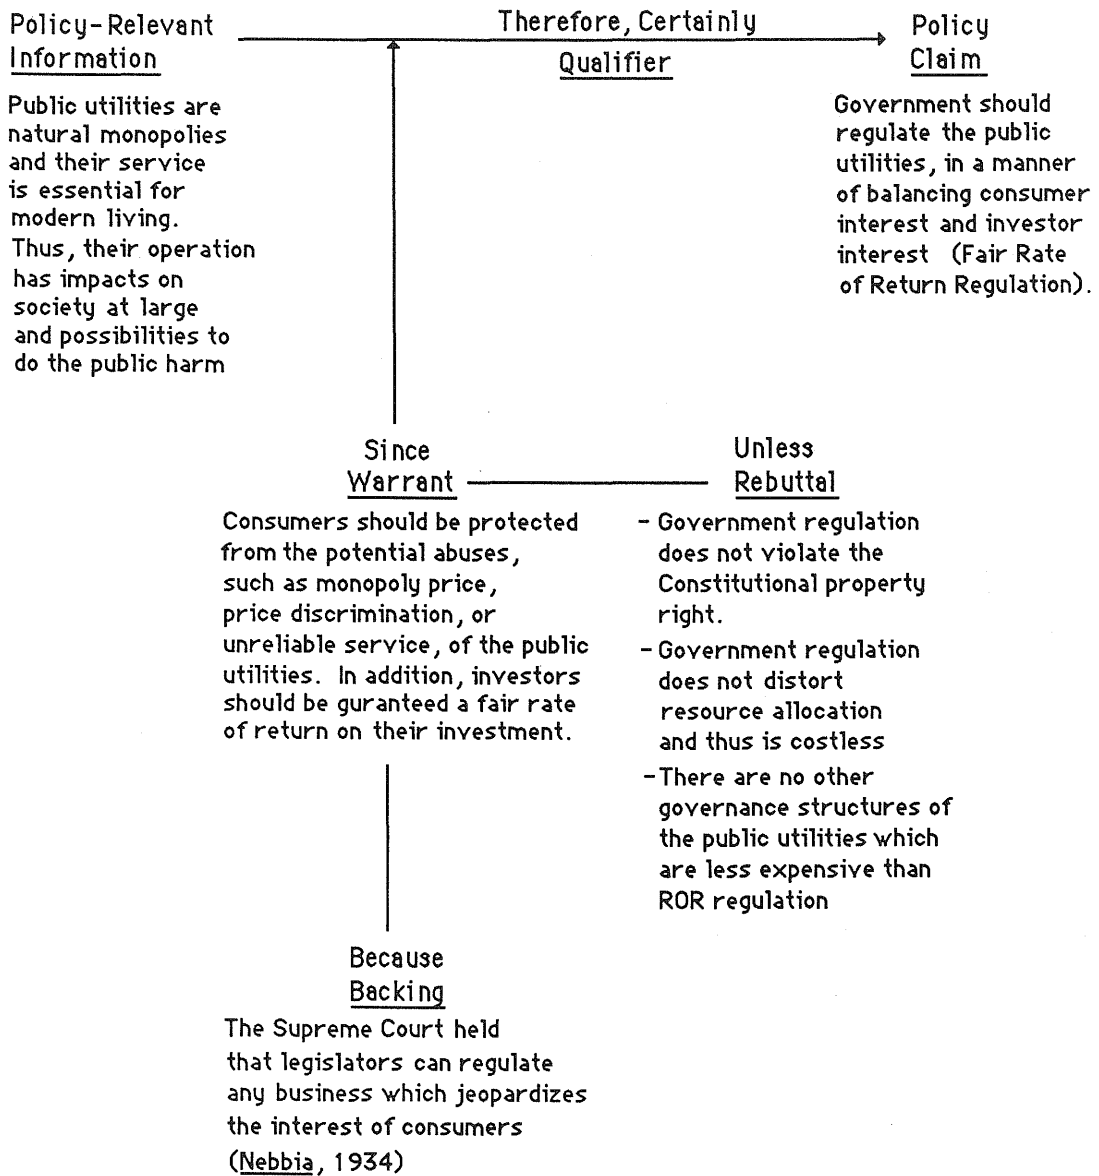 Policy-Relevant
Information
Therefore, Certainly
Qualifier
Policy
Claim
Public utilities are
natural monopolies
and their service
is essential for
modern living.
Thus, their operation
has impacts on
society at large
and possibilities to
do the public harm
Government should
regulate the public
utilities, in a manner
of balancing consumer
interest and investor
interest (Fair Rate
of Return Regulation).
Since
Warrant
Consumers should be protected
from the potential abuses,
such as monopoly price,
price discrimination, or
unreliable service, of the public
utilities. In addition, investors
should be guranteed a fair rate
of return on their investment.
Unless
Rebuttal
- Government regulation
does not violate the
Constitutional property
right.
- Government regulation
does not distort
resource allocation
and thus is costless
- There are no other
governance structures of
the public utilities which
are less expensive than
ROR regulation
Because
Backing
The Supreme Court held
that legislators can regulate
any business which jeopardizes
the interest of consumers
(Nebbia, 1934)